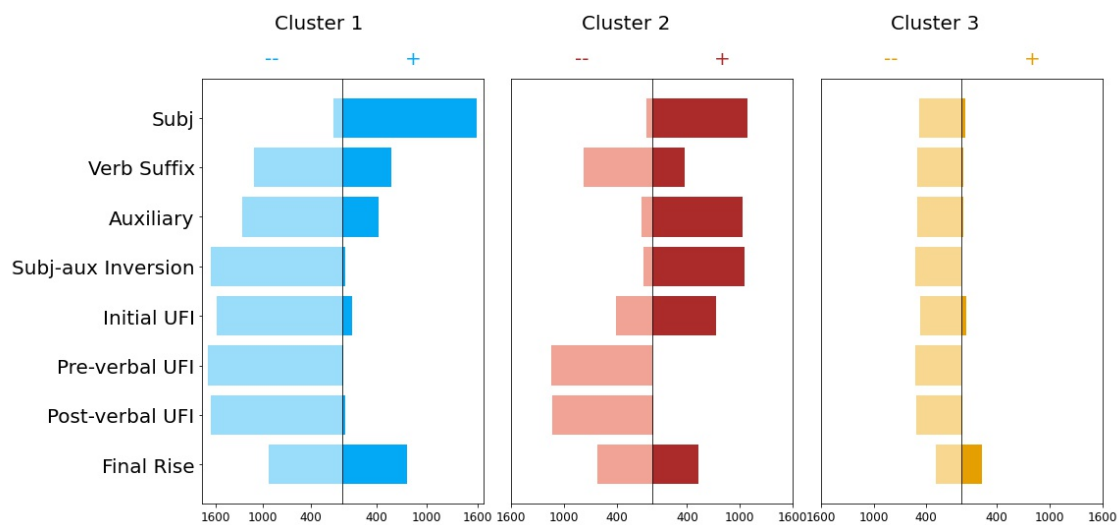 Cluster 1 Cluster 2 Cluster 3
-- + -- + -- +
Subj
Verb Suffix
Auxiliary
Subj-aux Inversion
Initial UFI
Pre-verbal UFI
Post-verbal UFI
Final Rise
1600 1000 400 400 1000 1600 1000 400 400 1000 1600 1600 1000 400 400 1000 1600